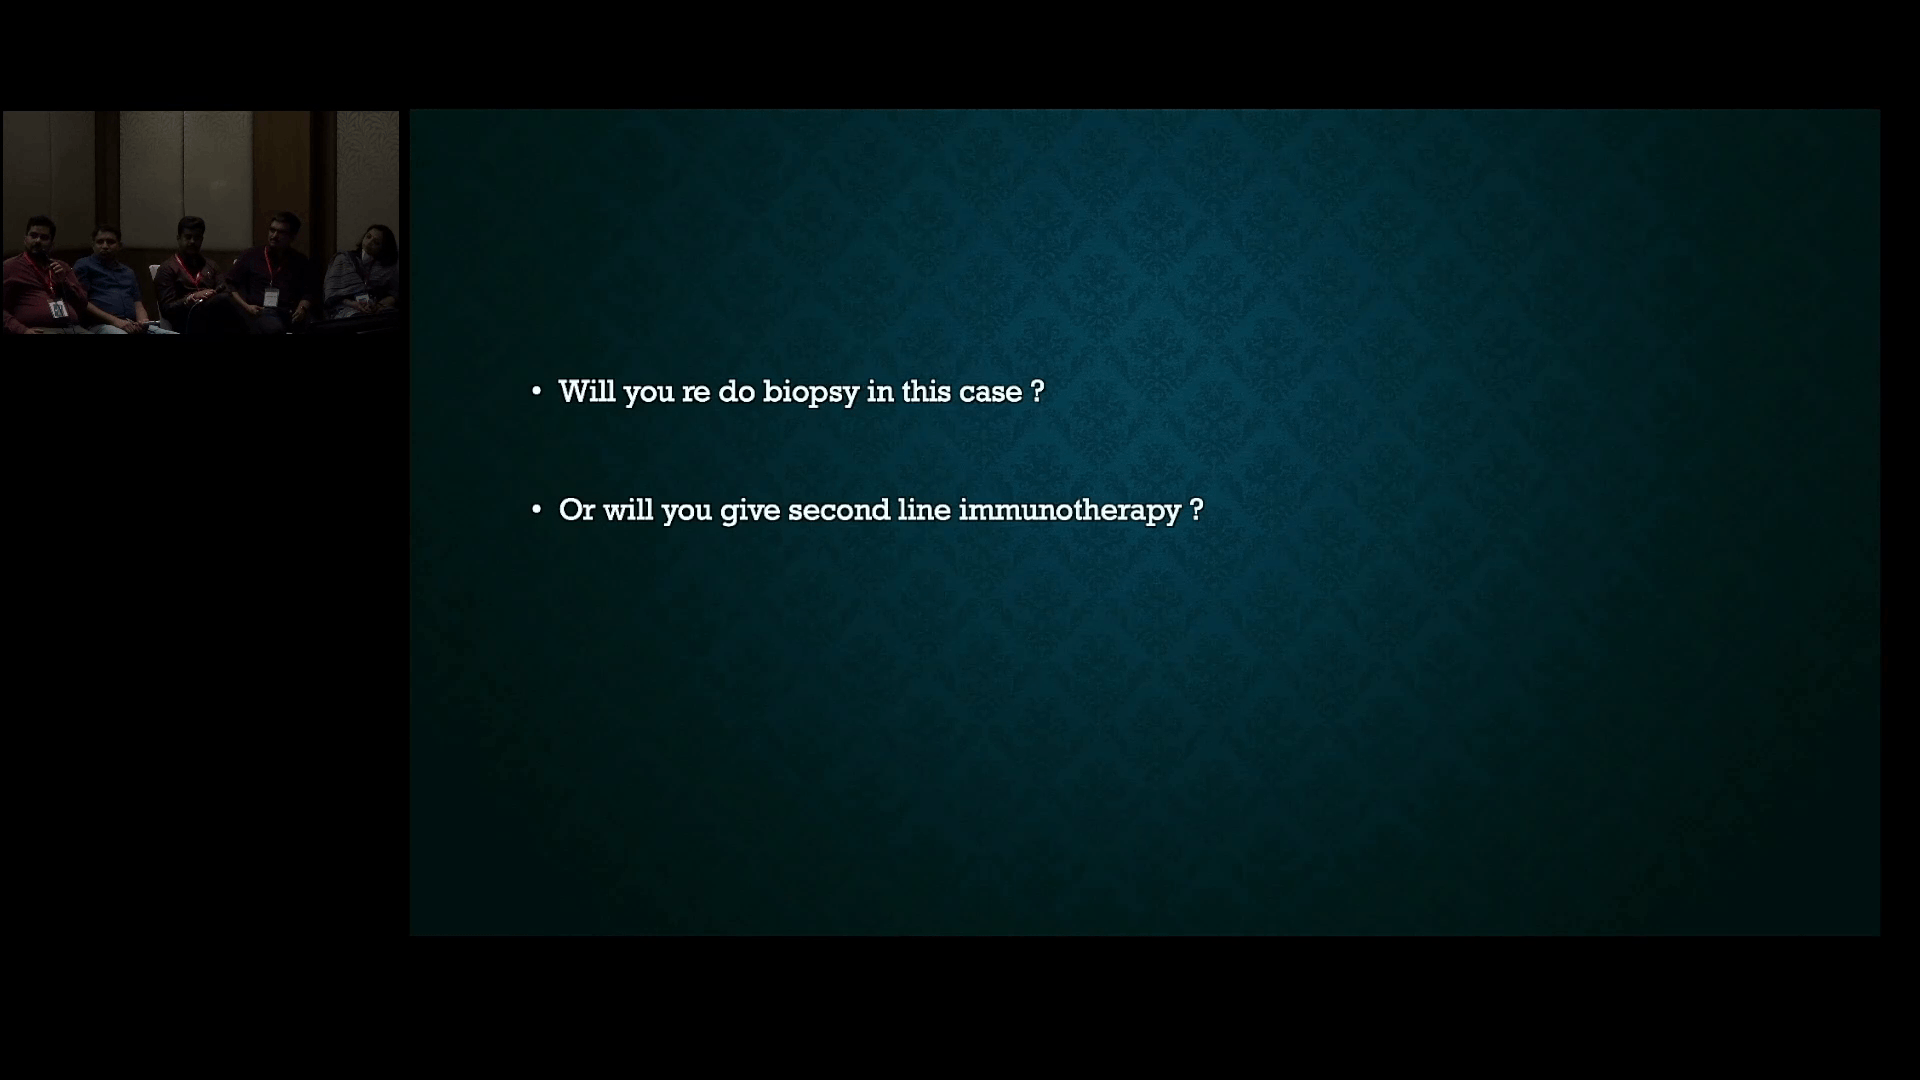 • Will you re do biopsy in this case ?
• Or will you give second line immunotherapy ?